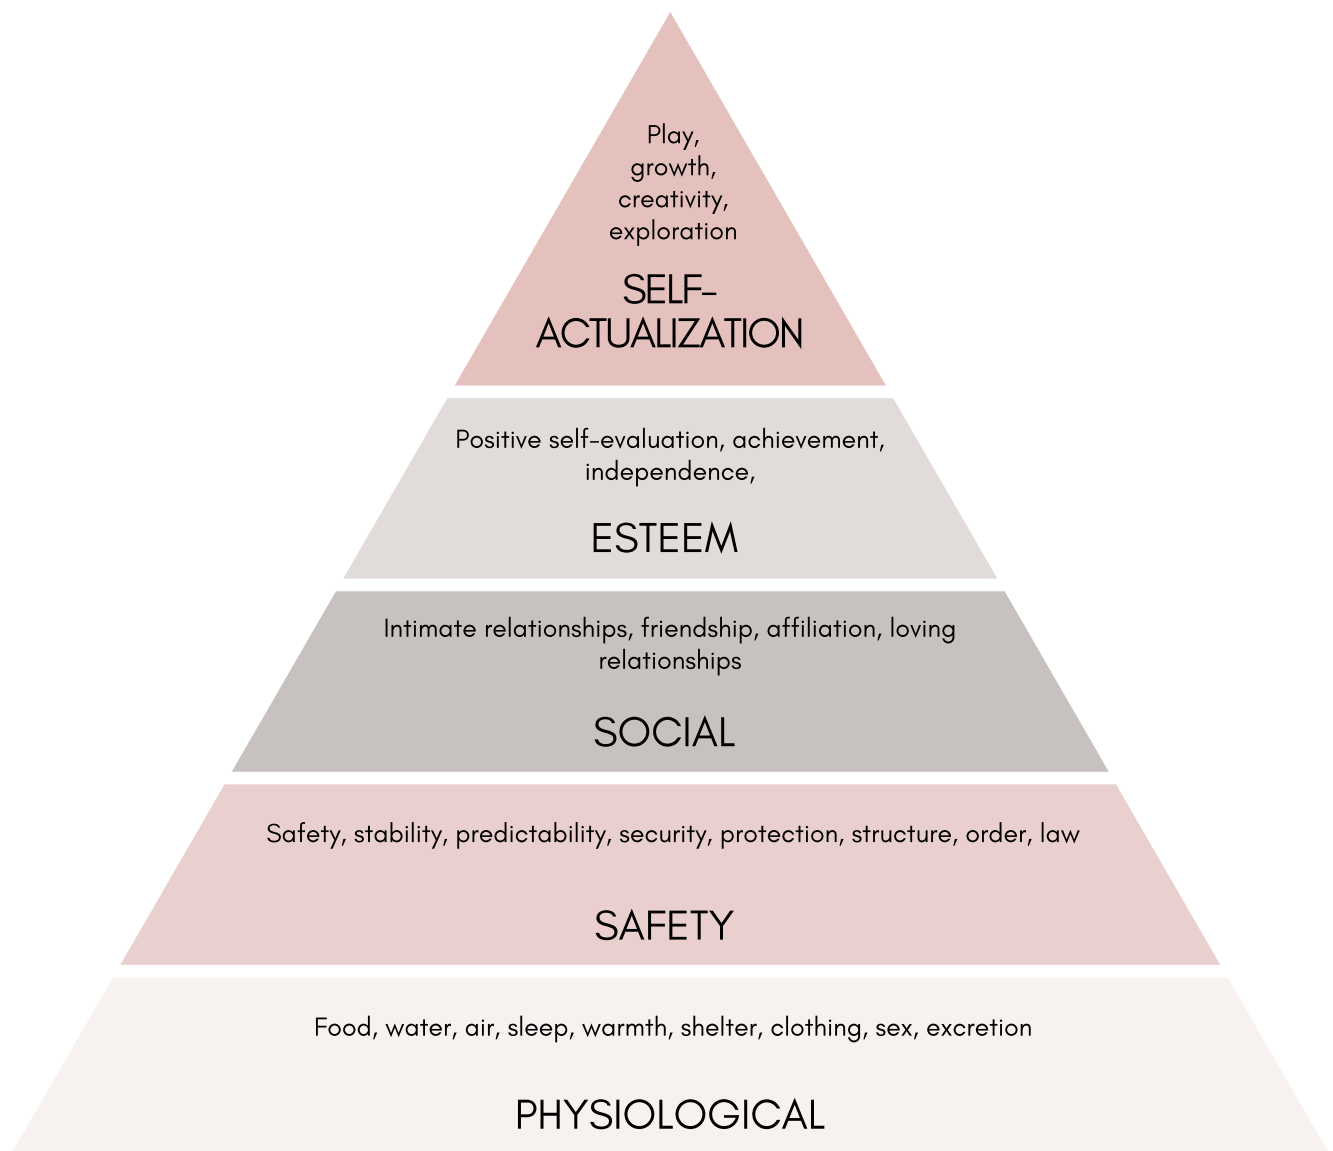 Play,
growth,
creativity,
exploration
SELF-
ACTUALIZATION
Positive self-evaluation, achievement,
independence,
ESTEEM
Intimate relationships, friendship, affiliation, loving
relationships
SOCIAL
Safety, stability, predictability, security, protection, structure, order, law
SAFETY
Food, water, air, sleep, warmth, shelter, clothing, sex, excretion
PHYSIOLOGICAL